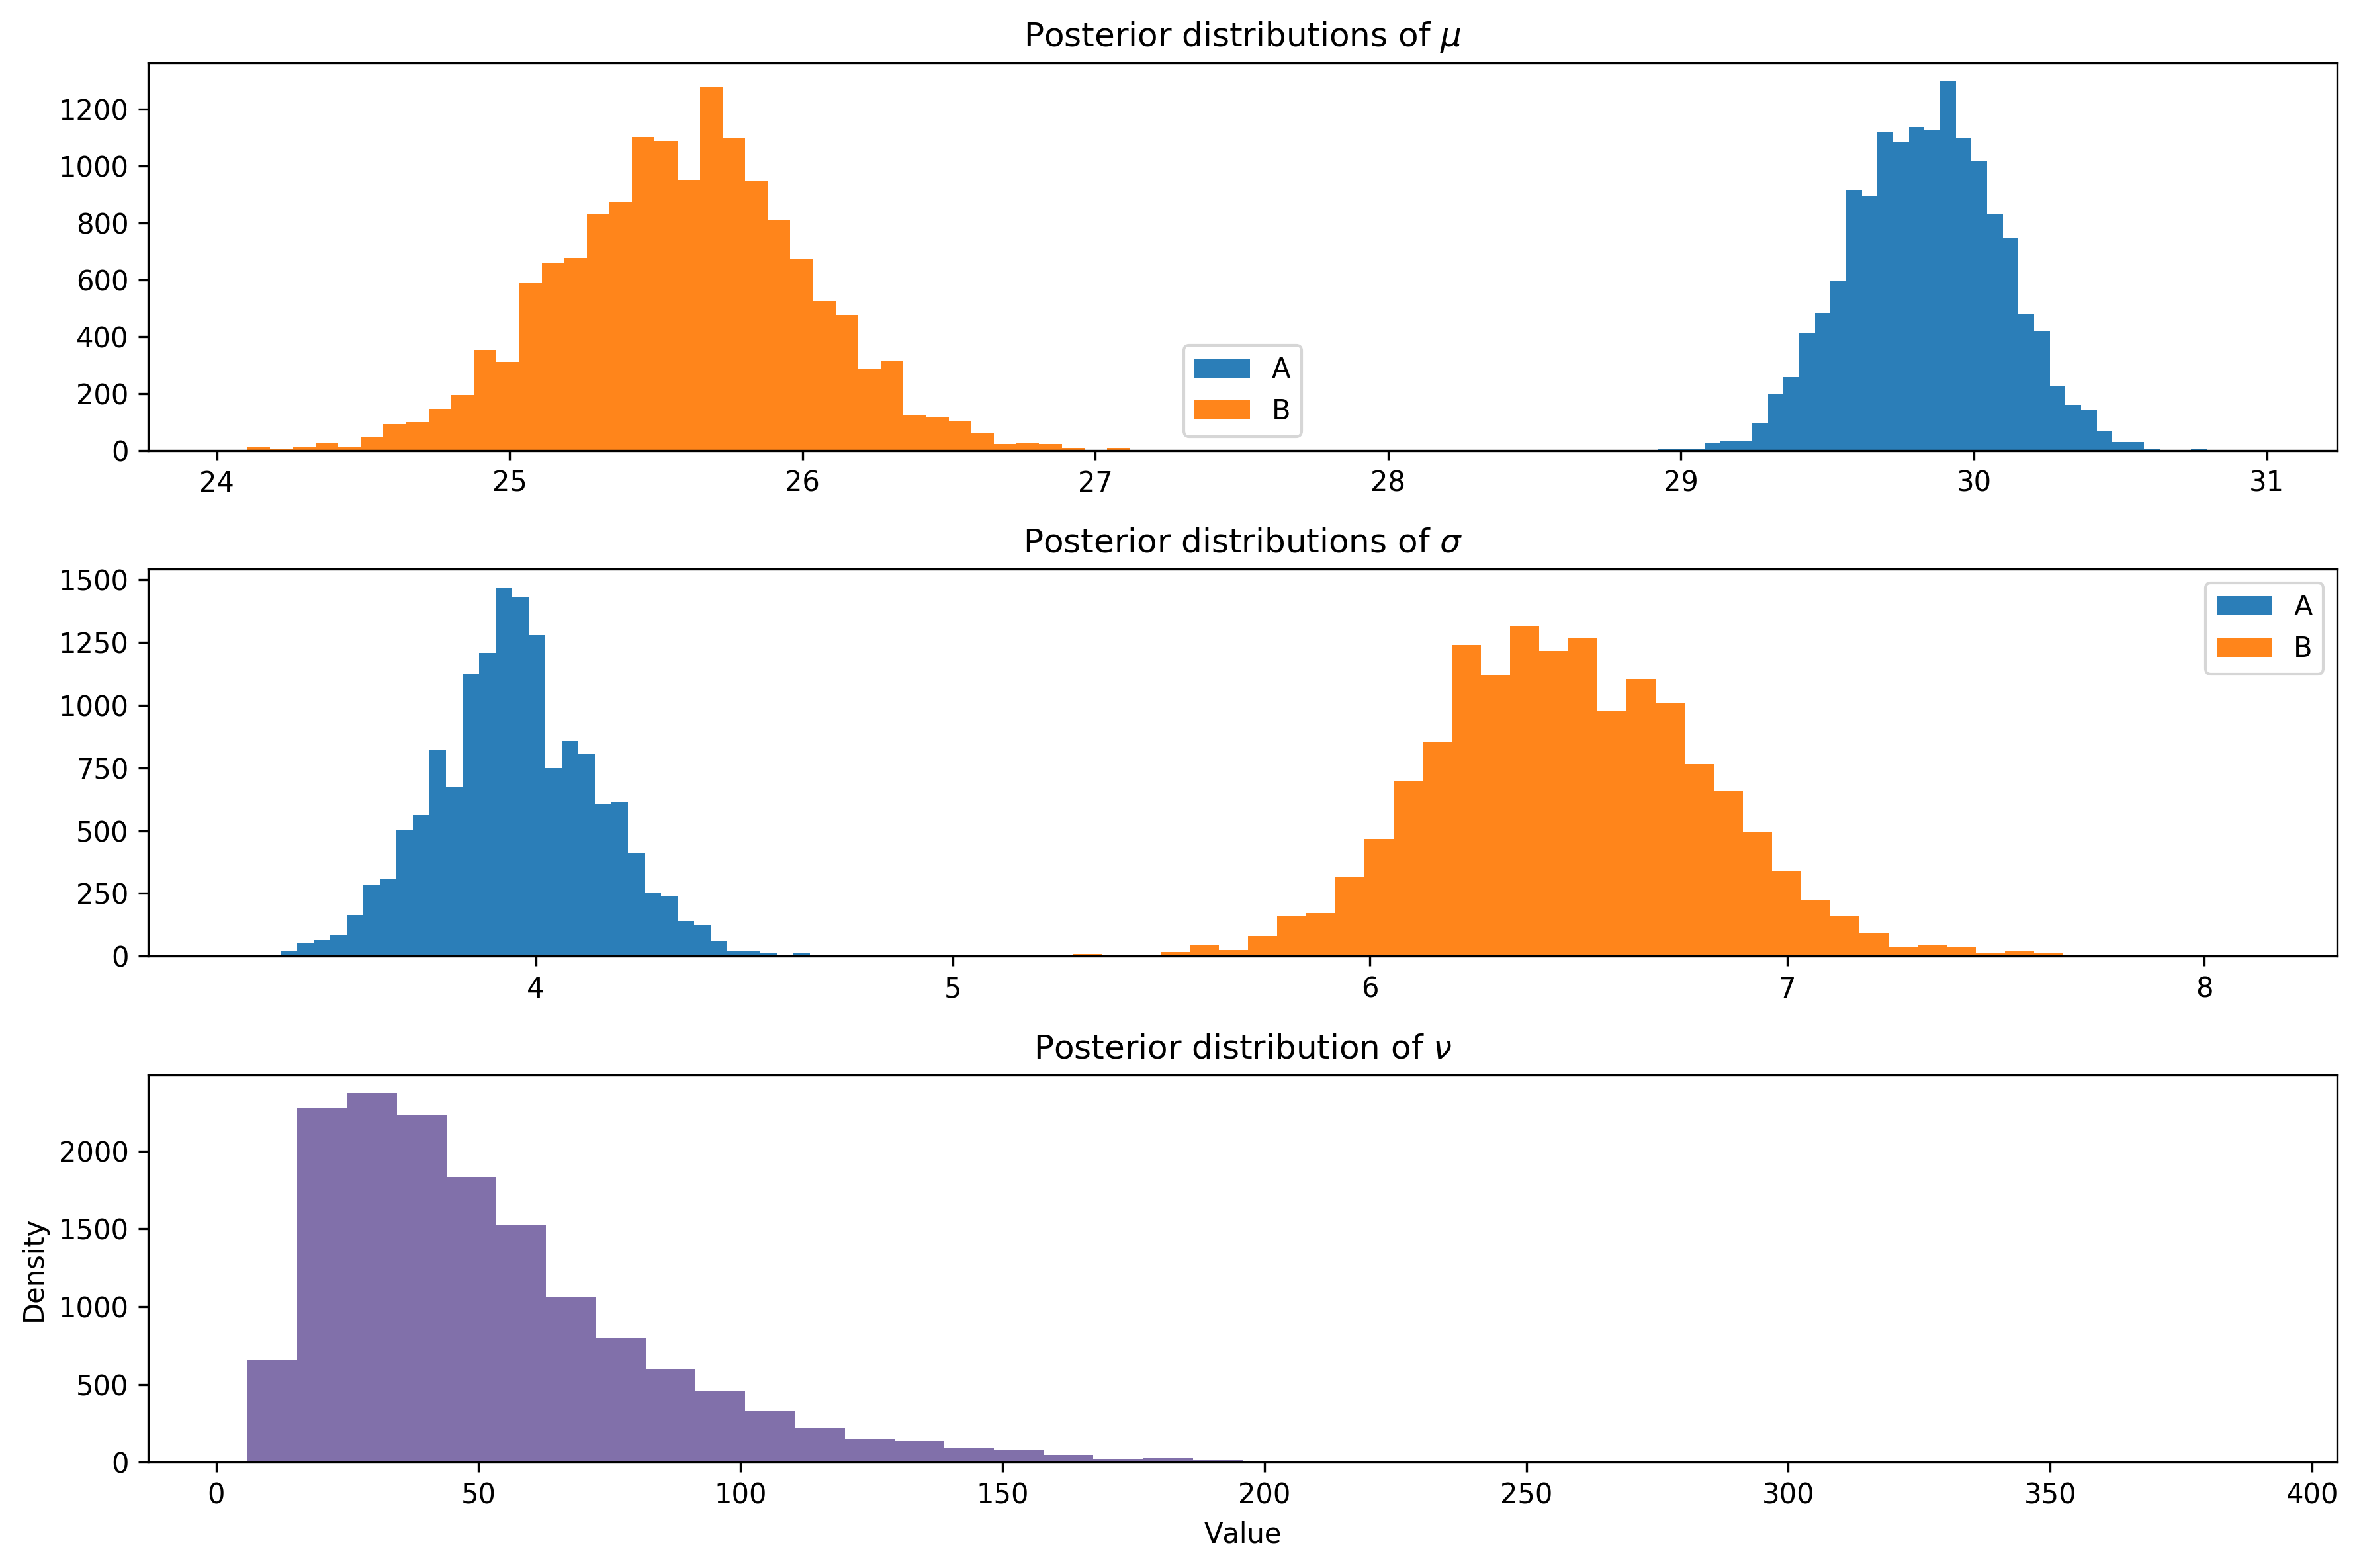 Posterior distributions of μ
1200
1000
800
600
400
200
0
A
B
24 25 26 27 28 29 30 31
Posterior distributions of σ
1500
1250
1000
750
500
250
0
A
B
4 5 6 7 8
Posterior distribution of ν
Density
2000
1500
1000
500
0
0 50 100 150 200 250 300 350 400
Value